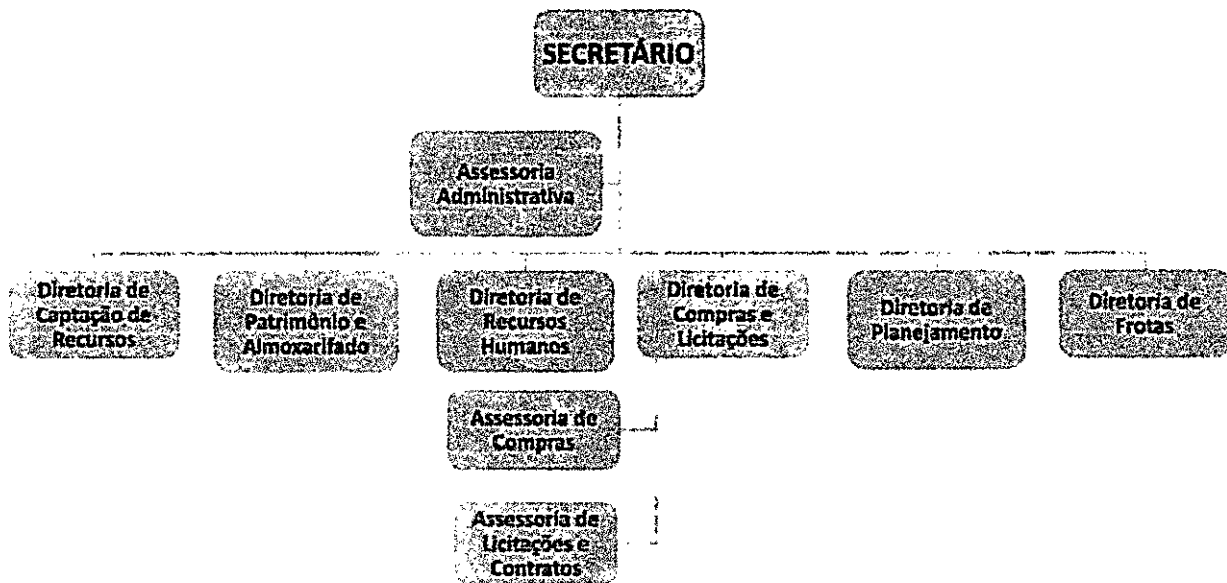 SECRETÁRIO
Assessoria
Administrativa
Diretoria de
Captação de
Recursos
Diretoria de
Patrimônio e
Almoxarifado
Diretoria de
Recursos
Humanos
Diretoria de
Compras e
Licitações
Diretoria de
Planejamento
Diretoria de
Frotas
Assessoria de
Compras
Assessoria de
Licitações e
Contratos